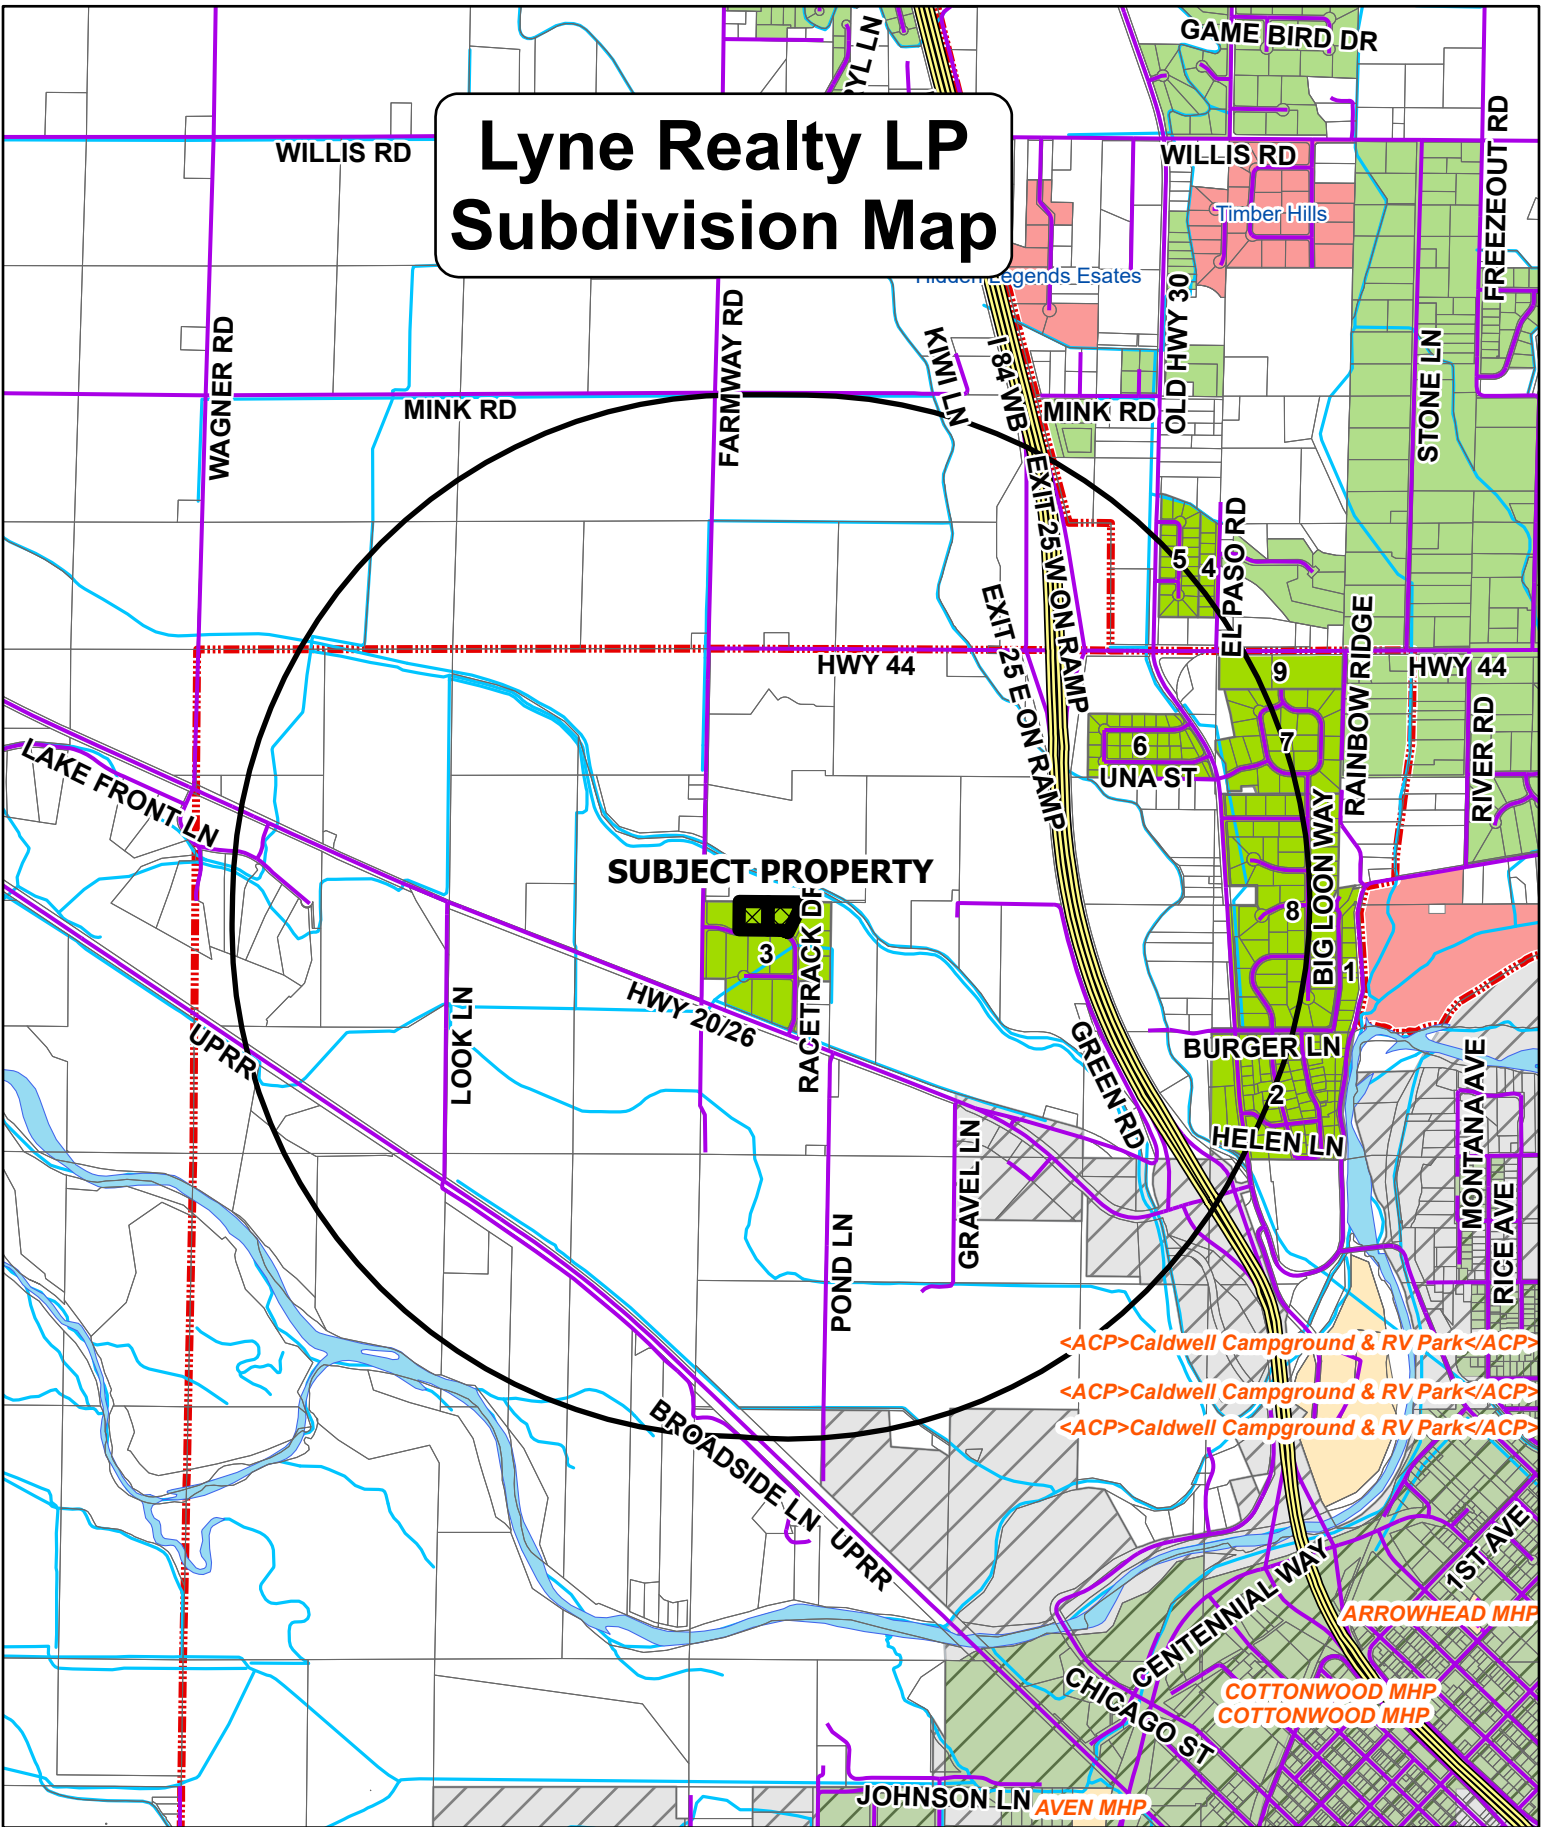 GAME BIRD DR
RYL LN
Lyne Realty LP
Subdivision Map
WILLIS RD
WILLIS RD
FREEZEOUT RD
Timber Hills
Hidden Legends Esates
WAGNER RD
FARMWAY RD
KIWI LN
I 84 WB
OLD HWY 30
STONE LN
MINK RD
MINK RD
EXIT 25 W ON RAMP
EL PASO RD
5
4
EXIT 25 E ON RAMP
RAINBOW RIDGE
HWY 44
HWY 44
9
RIVER RD
6
7
UNA ST
LAKE FRONT LN
BIG LOON WAY
SUBJECT PROPERTY
RACETRACK DR
8
3
1
HWY 20/26
LOOK LN
UPRR
GREEN RD
BURGER LN
MONTANA AVE
2
HELEN LN
GRAVEL LN
RICE AVE
POND LN
<ACP>Caldwell Campground & RV Park</ACP>
<ACP>Caldwell Campground & RV Park</ACP>
<ACP>Caldwell Campground & RV Park</ACP>
BROADSIDE LN
UPRR
1ST AVE
CENTENNIAL WAY
ARROWHEAD MHP
CHICAGO ST
COTTONWOOD MHP
COTTONWOOD MHP
JOHNSON LN
AVEN MHP